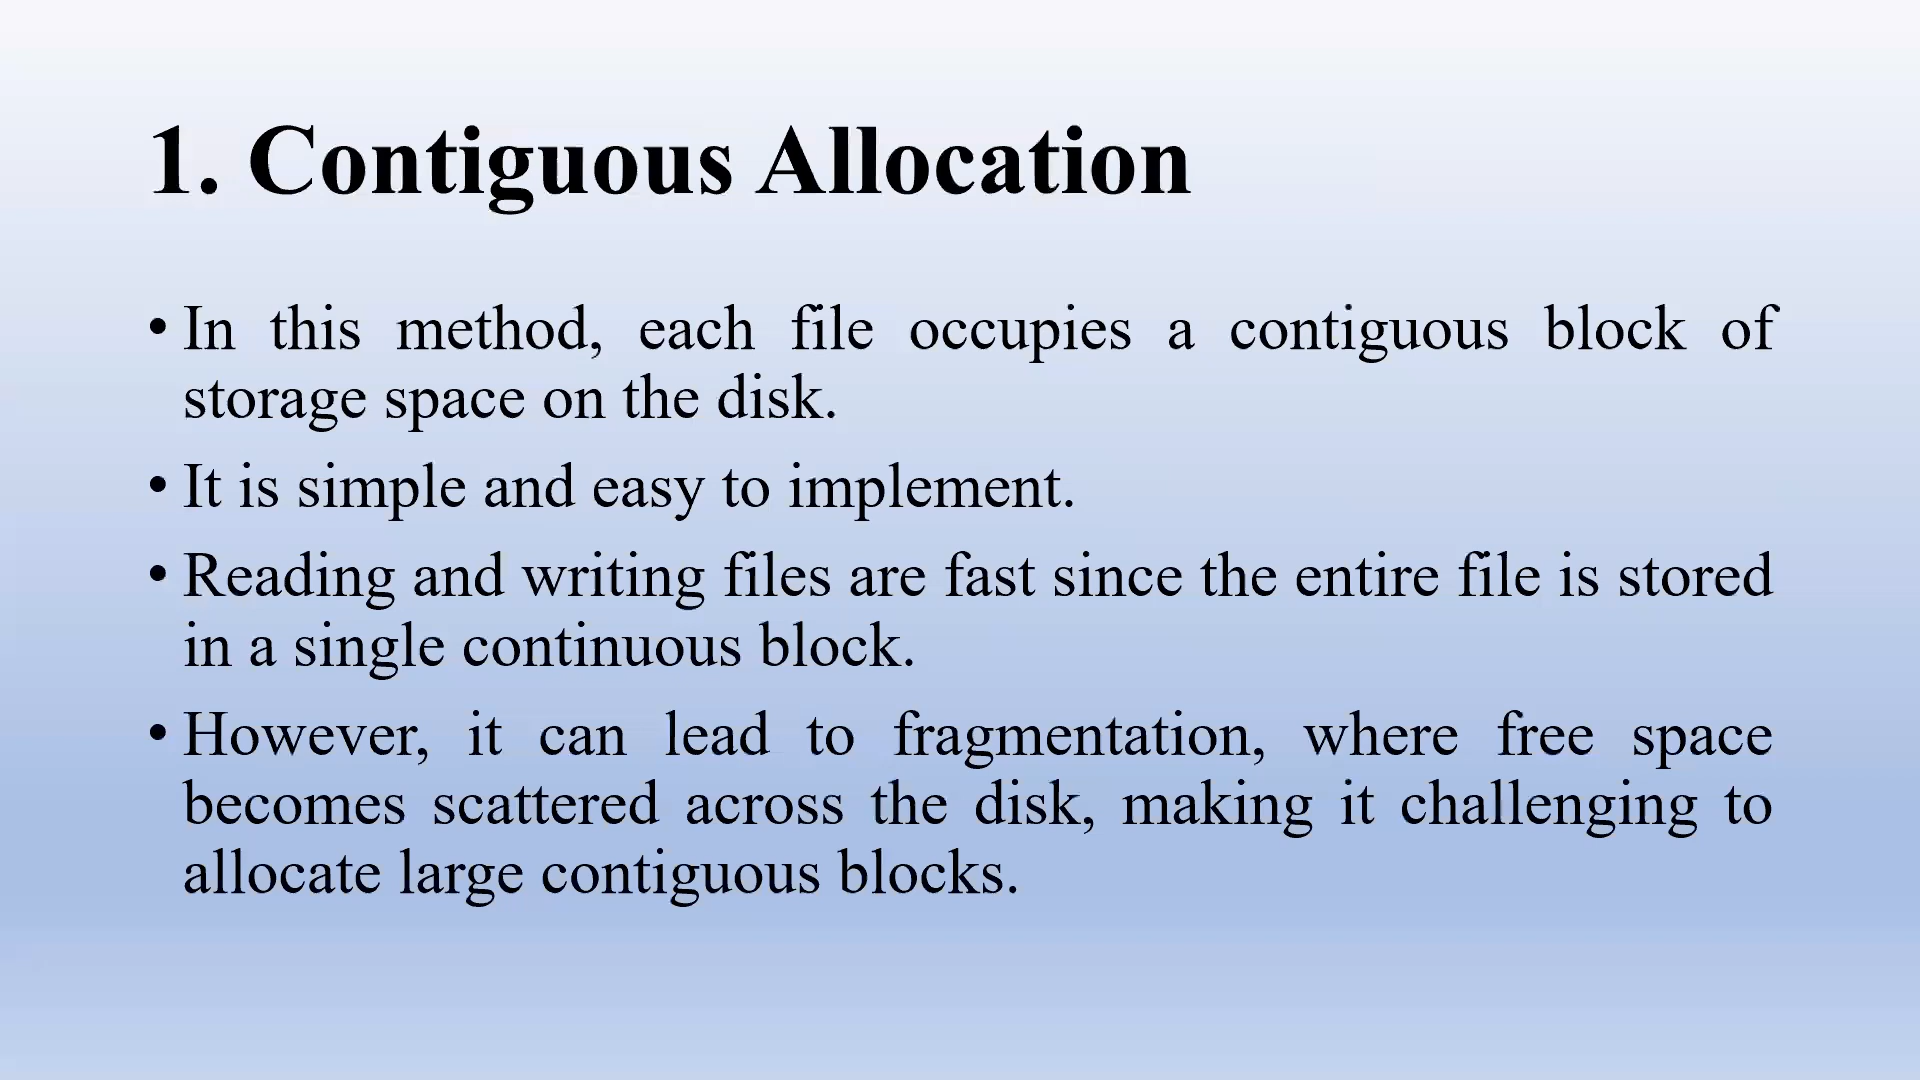 1. Contiguous Allocation
• In this method, each file occupies a contiguous block of
storage space on the disk.
• It is simple and easy to implement.
• Reading and writing files are fast since the entire file is stored
in a single continuous block.
• However, it can lead to fragmentation, where free space
becomes scattered across the disk, making it challenging to
allocate large contiguous blocks.